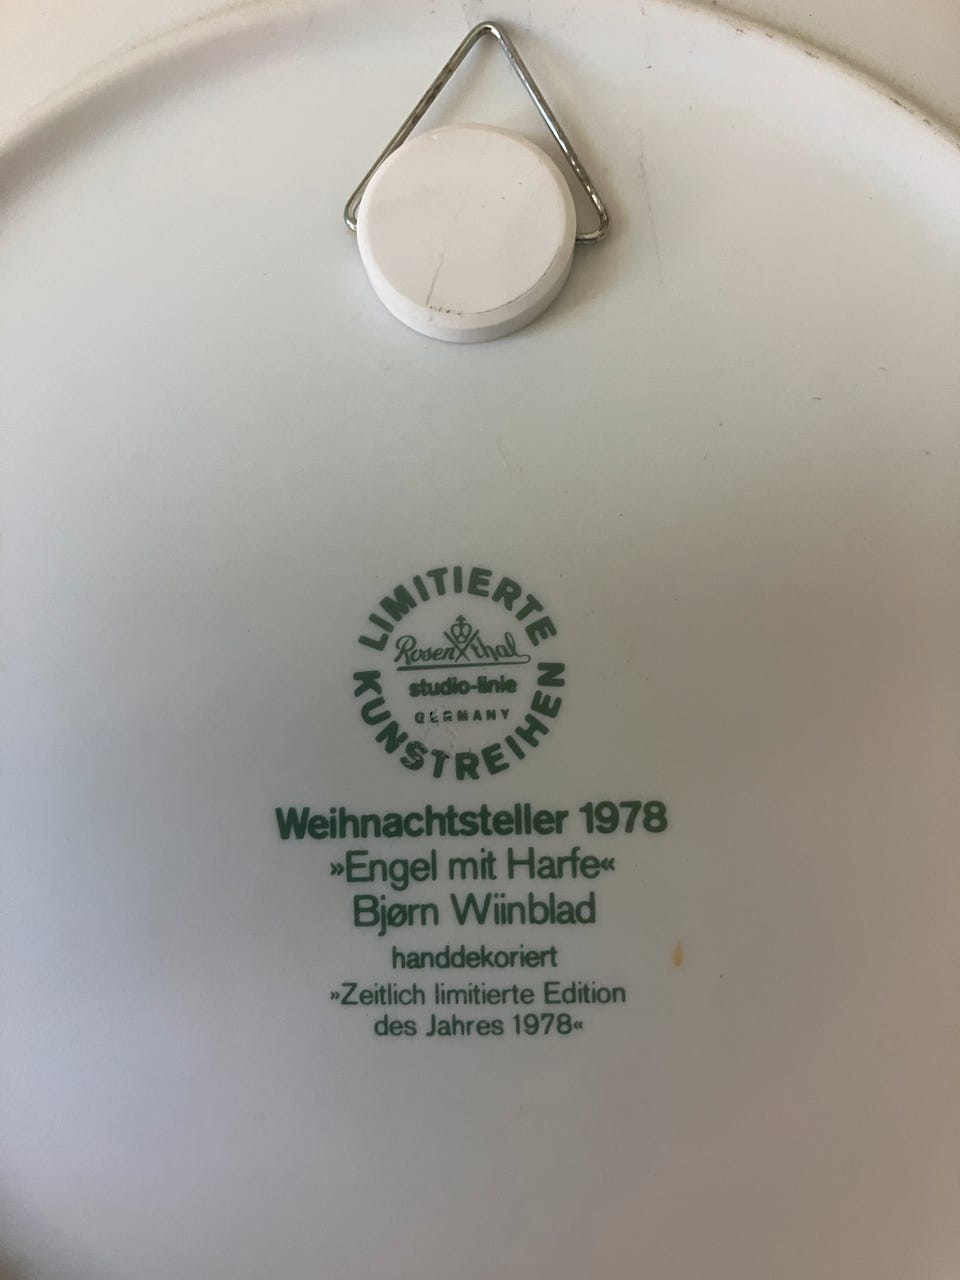 LIMITIERTE
Rosenthal
studio-linie
GERMANY
KUNSTREIHEN
Weihnachtsteller 1978
»Engel mit Harfe«
Bjørn Wiinblad
handdekoriert
»Zeitlich limitierte Edition
des Jahres 1978«